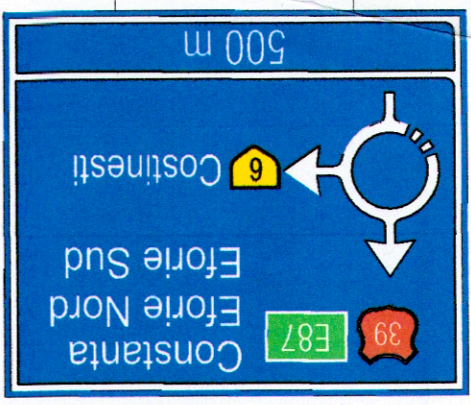 39 E87 Constanta
Eforie Nord
Eforie Sud
6 Costinesti
500 m